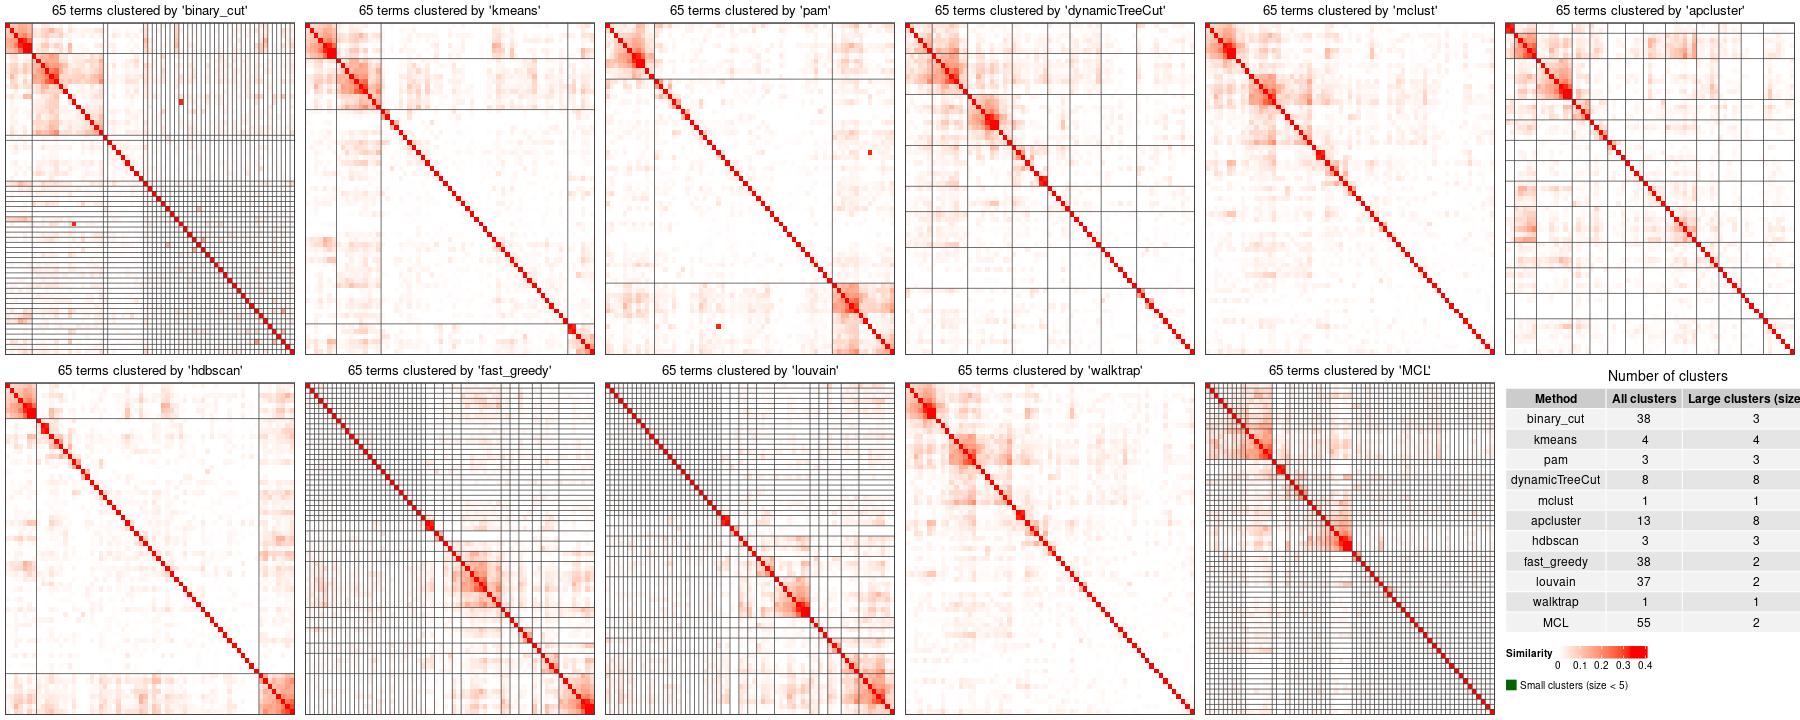 65 terms clustered by 'binary_cut'
65 terms clustered by 'kmeans'
65 terms clustered by 'pam'
65 terms clustered by 'dynamicTreeCut'
65 terms clustered by 'mclust'
65 terms clustered by 'apcluster'
65 terms clustered by 'hdbscan'
65 terms clustered by 'fast_greedy'
65 terms clustered by 'louvain'
65 terms clustered by 'walktrap'
65 terms clustered by 'MCL'
Number of clusters
Method All clusters Large clusters (size
binary_cut 38 3
kmeans 4 4
pam 3 3
dynamicTreeCut 8 8
mclust 1 1
apcluster 13 8
hdbscan 3 3
fast_greedy 38 2
louvain 37 2
walktrap 1 1
MCL 55 2
Similarity
0 0.1 0.2 0.3 0.4
Small clusters (size < 5)